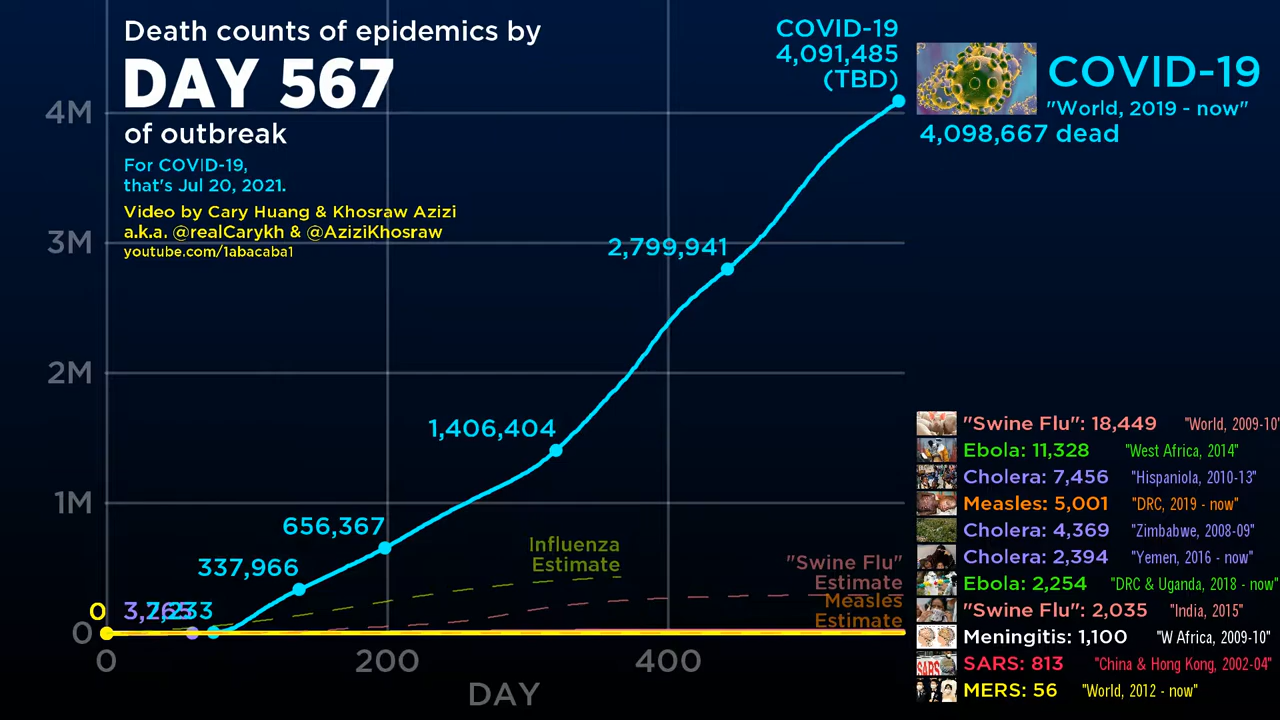 Death counts of epidemics by
DAY 567
of outbreak
For COVID-19,
that's Jul 20, 2021.
Video by Cary Huang & Khosraw Azizi
a.k.a. @realCarykh & @AziziKhosraw
youtube.com/1abacaba1
COVID-19
4,091,485
(TBD)
COVID-19
"World, 2019 - now"
4,098,667 dead
4M
3M
2M
1M
0
2,799,941
1,406,404
656,367
337,966
0
Influenza
Estimate
"Swine Flu"
Estimate
Measles
Estimate
0
200
400
DAY
"Swine Flu": 18,449 "World, 2009-10"
Ebola: 11,328 "West Africa, 2014"
Cholera: 7,456 "Hispaniola, 2010-13"
Measles: 5,001 "DRC, 2019 - now"
Cholera: 4,369 "Zimbabwe, 2008-09"
Cholera: 2,394 "Yemen, 2016 - now"
Ebola: 2,254 "DRC & Uganda, 2018 - now"
"Swine Flu": 2,035 "India, 2015"
Meningitis: 1,100 "W Africa, 2009-10"
SARS
SARS: 813 "China & Hong Kong, 2002-04"
MERS: 56 "World, 2012 - now"